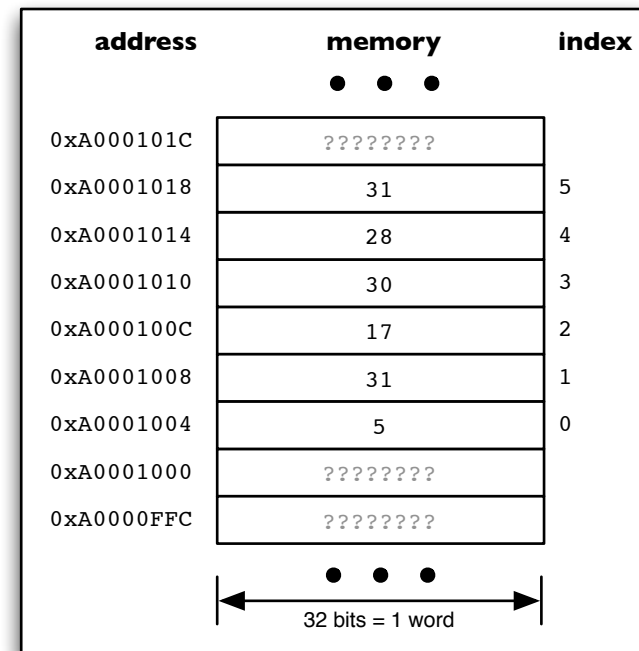 address memory index
• • •
0xA000101C ????????
0xA0001018 31 5
0xA0001014 28 4
0xA0001010 30 3
0xA000100C 17 2
0xA0001008 31 1
0xA0001004 5 0
0xA0001000 ????????
0xA0000FFC ????????
• • •
32 bits = 1 word